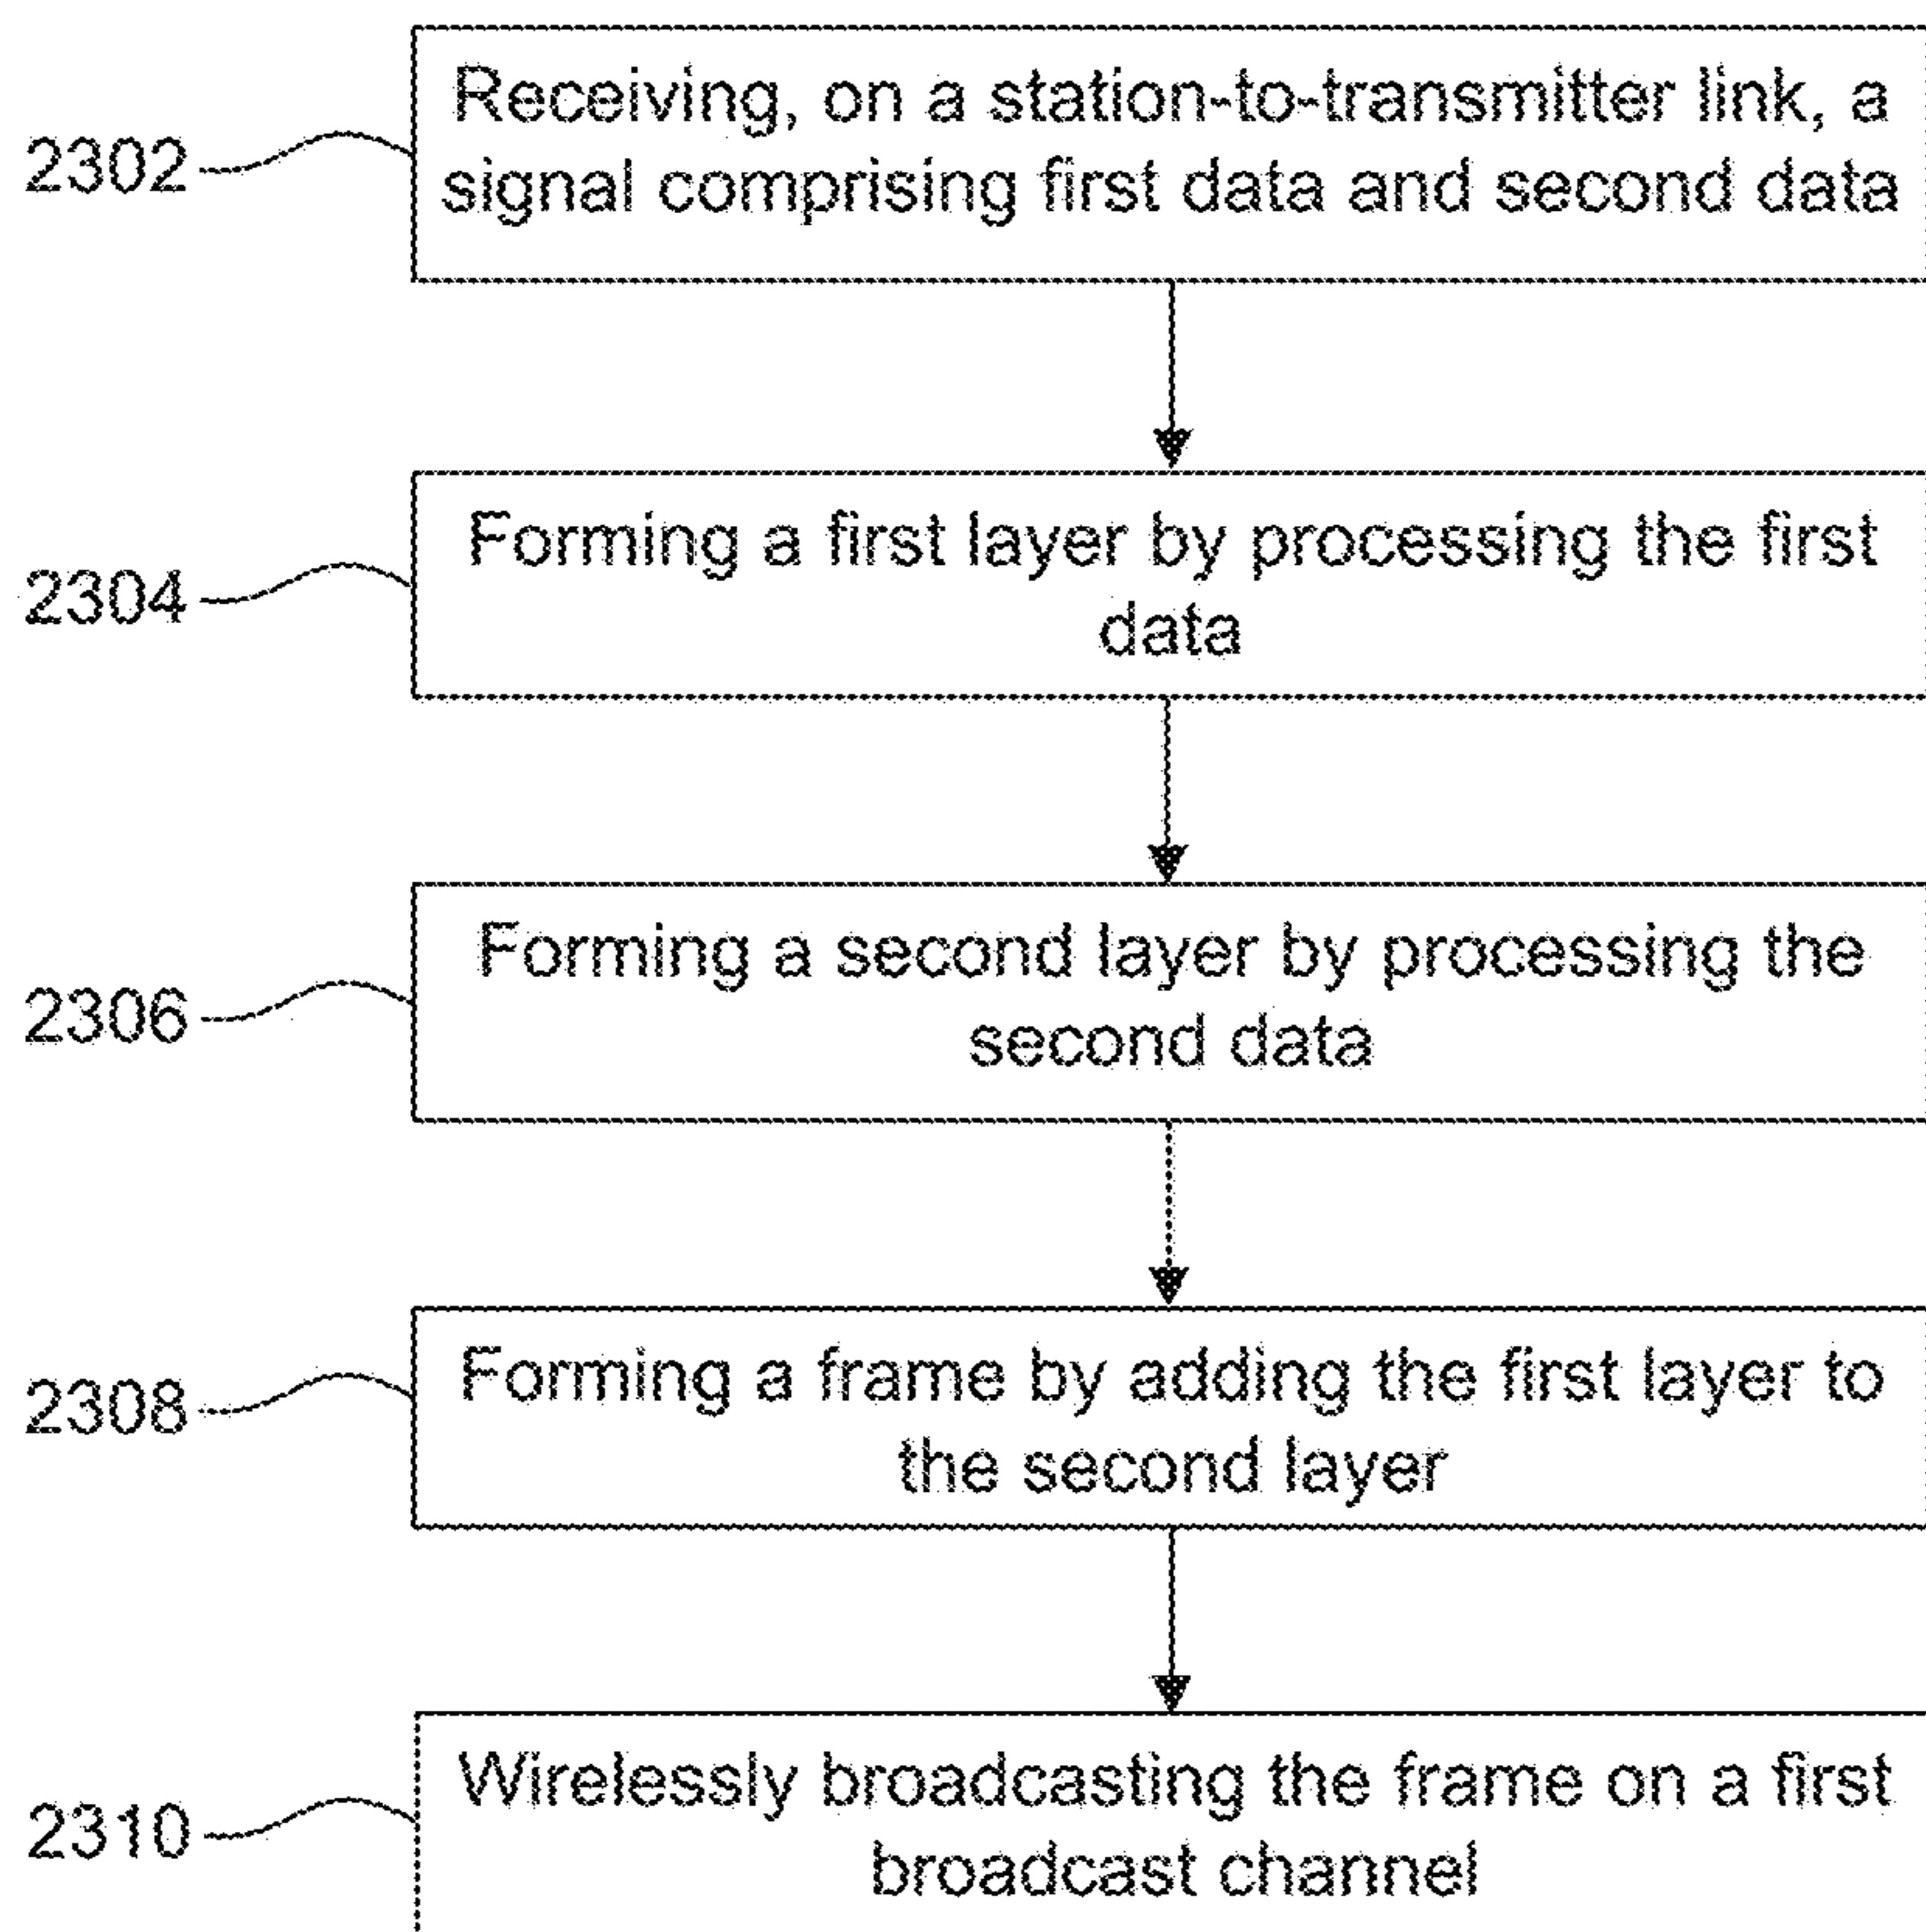 Receiving, on a station-to-transmitter link, a
2302
signal comprising first data and second data
Forming a first layer by processing the first
2304
data
Forming a second layer by processing the
2306
second data
Forming a frame by adding the first layer to
2308
the second layer
Wirelessly broadcasting the frame on a first
2310
broadcast channel